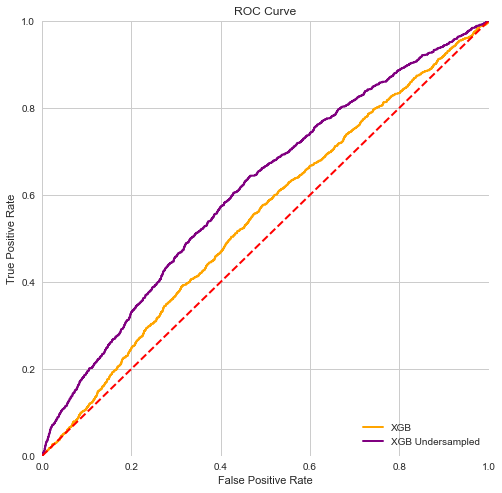 ROC Curve
1.0
0.8
0.6
0.4
0.2
0.0
True Positive Rate
XGB
XGB Undersampled
0.0 0.2 0.4 0.6 0.8 1.0
False Positive Rate